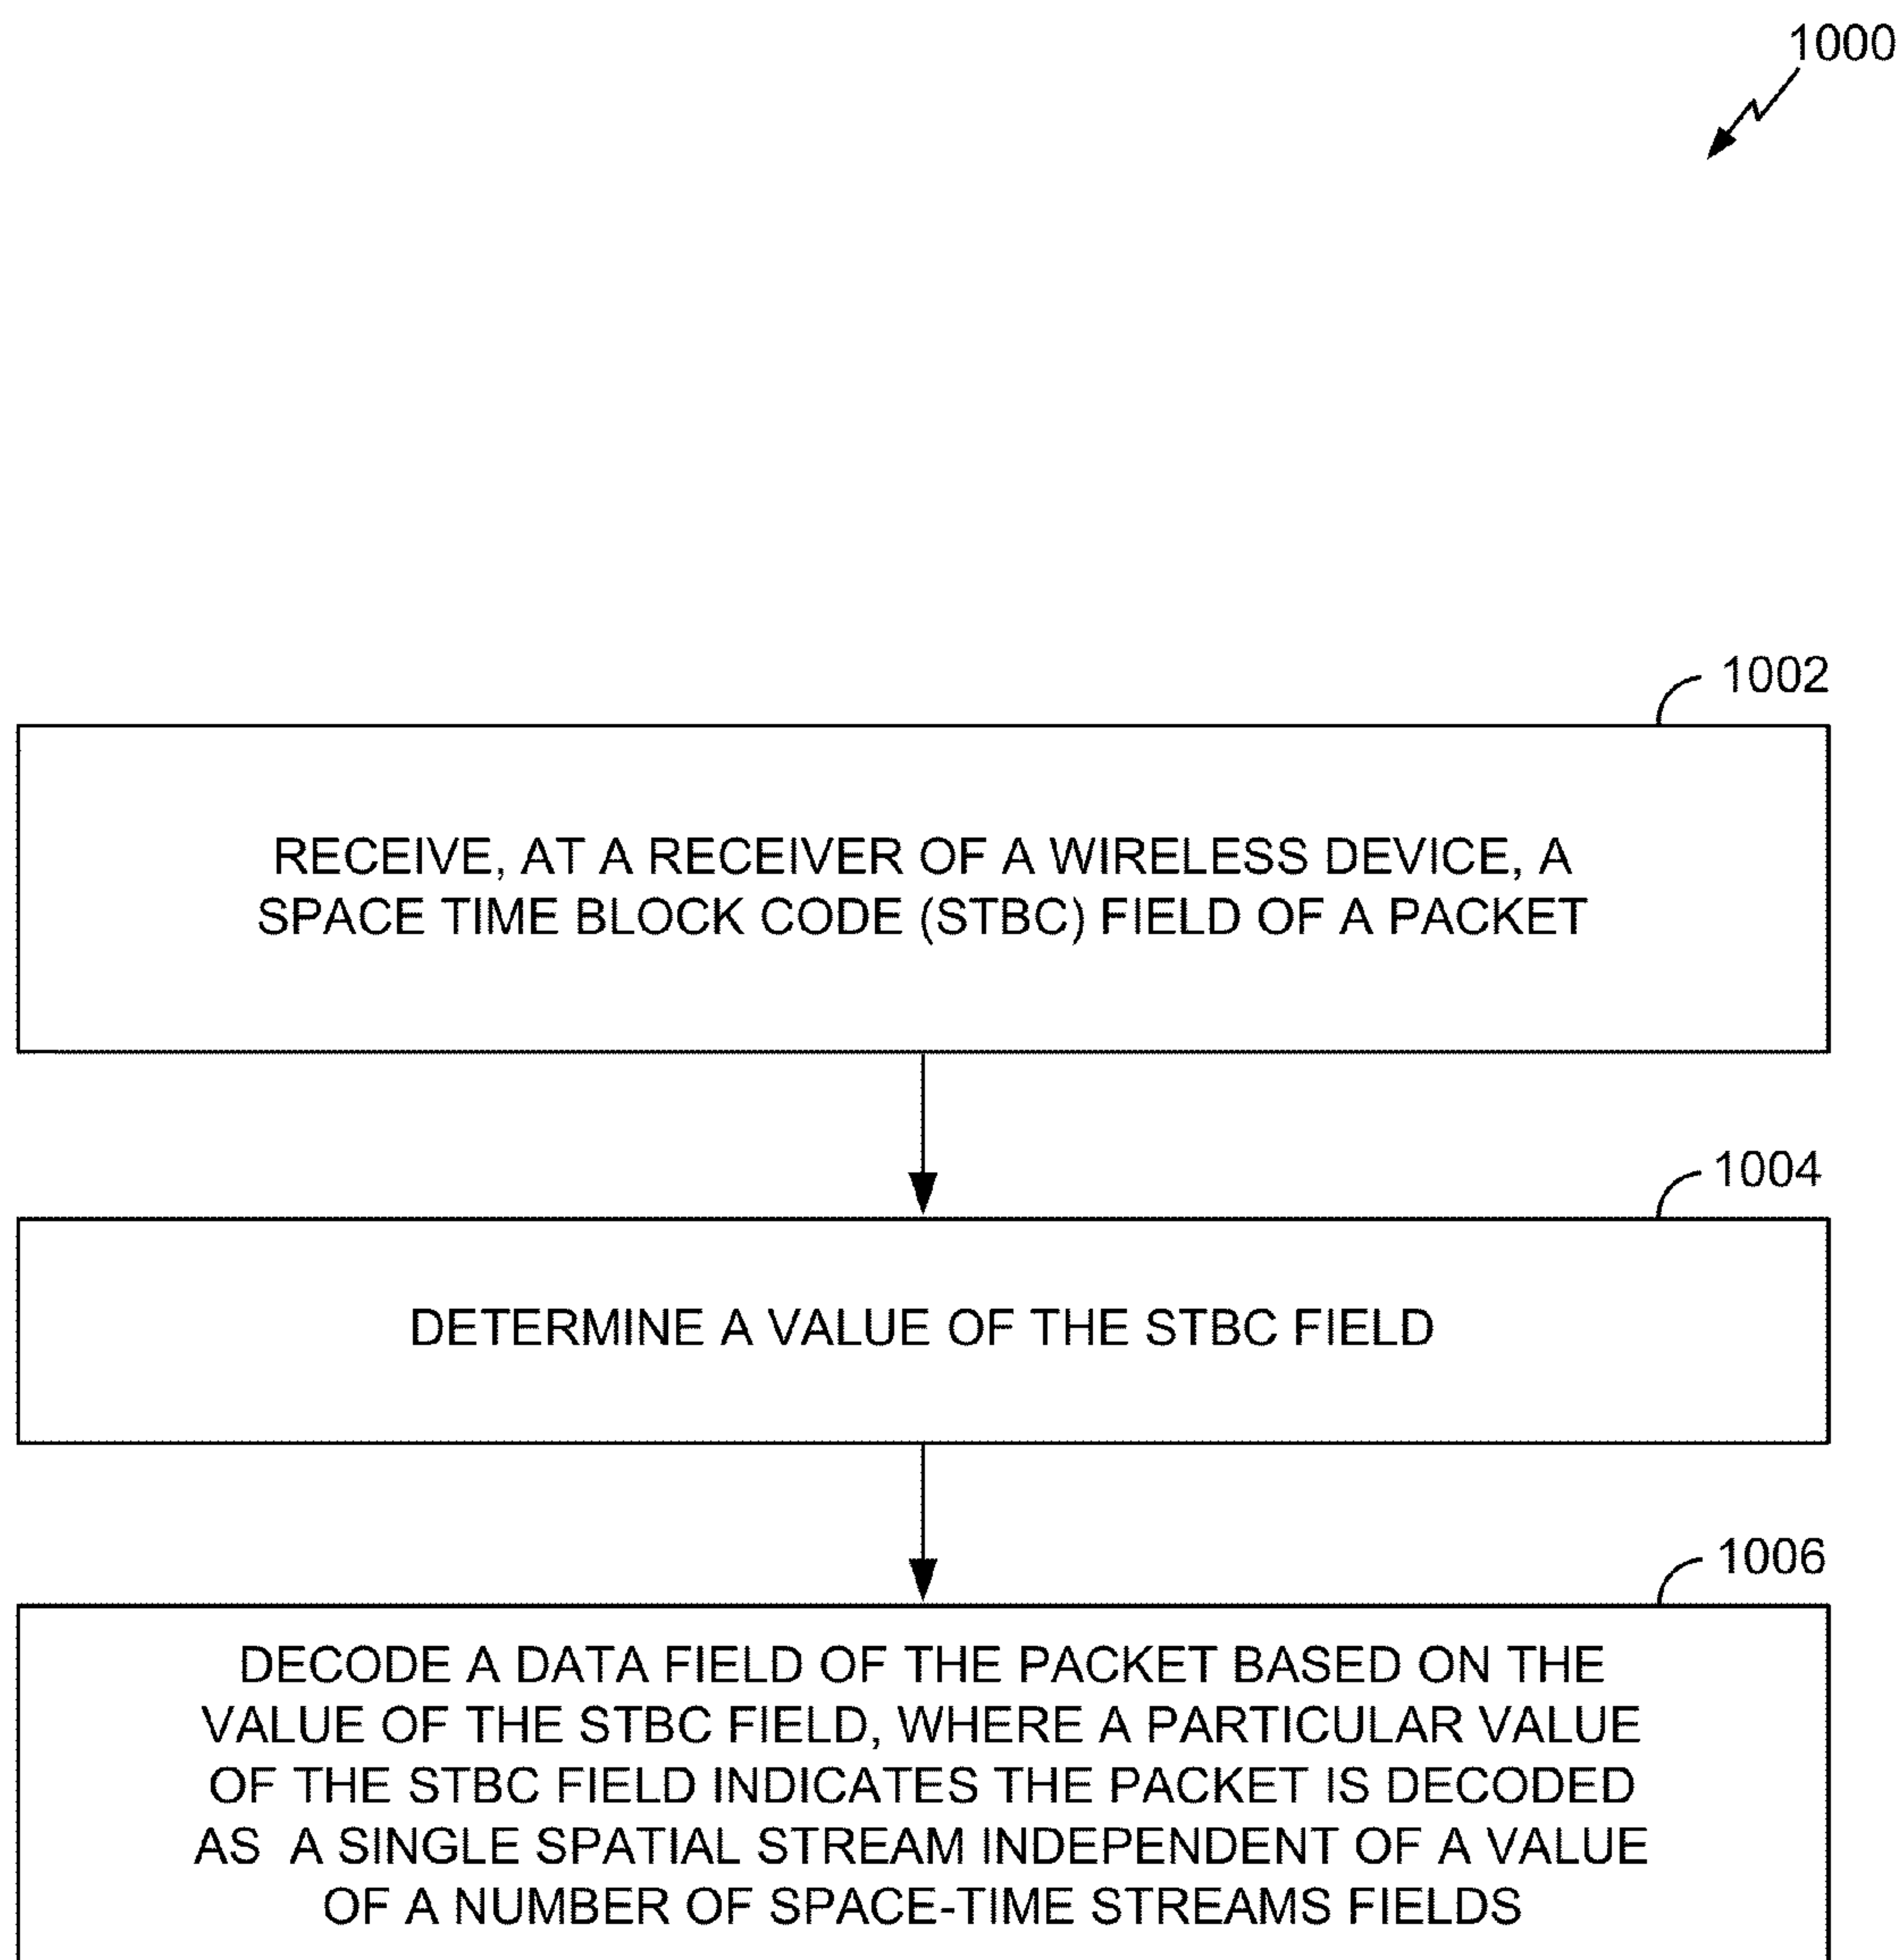 1000
1002
RECEIVE, AT A RECEIVER OF A WIRELESS DEVICE, A
SPACE TIME BLOCK CODE (STBC) FIELD OF A PACKET
1004
DETERMINE A VALUE OF THE STBC FIELD
1006
DECODE A DATA FIELD OF THE PACKET BASED ON THE
VALUE OF THE STBC FIELD, WHERE A PARTICULAR VALUE
OF THE STBC FIELD INDICATES THE PACKET IS DECODED
AS A SINGLE SPATIAL STREAM INDEPENDENT OF A VALUE
OF A NUMBER OF SPACE-TIME STREAMS FIELDS